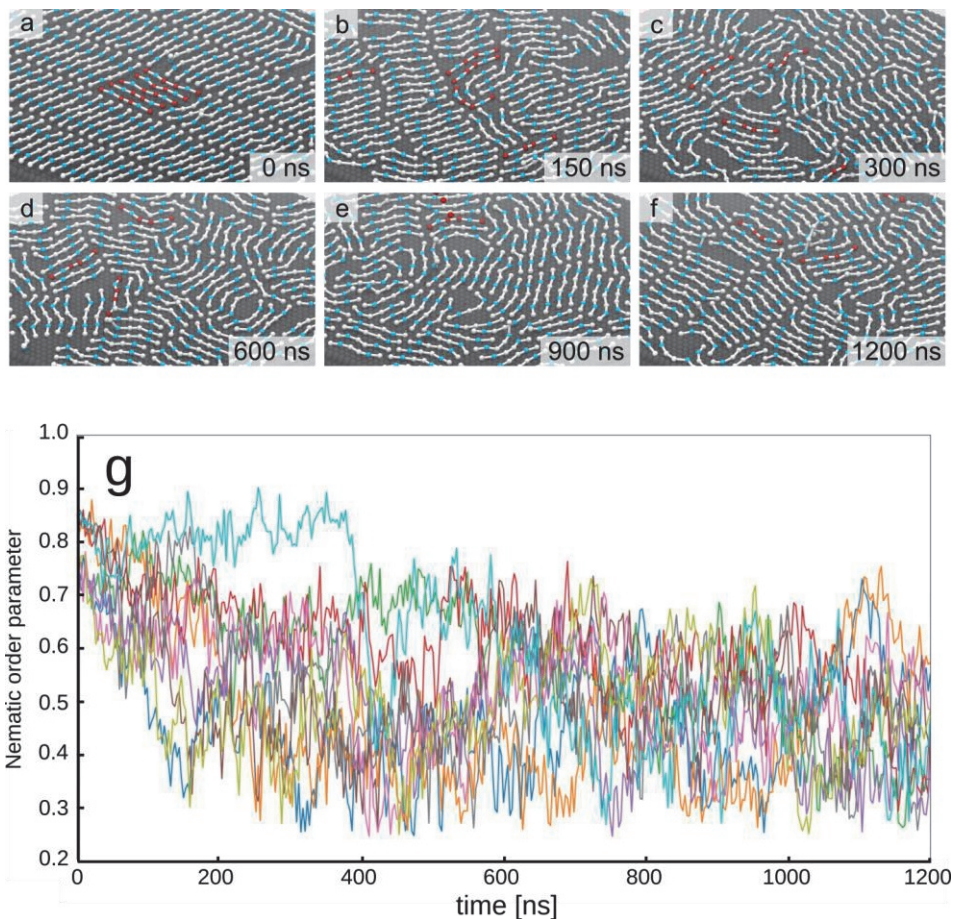 a
0 ns
b
150 ns
c
300 ns
d
600 ns
e
900 ns
f
1200 ns
g
Nematic order parameter
1.0
0.9
0.8
0.7
0.6
0.5
0.4
0.3
0.2
0
200
400
600
800
1000
1200
time [ns]